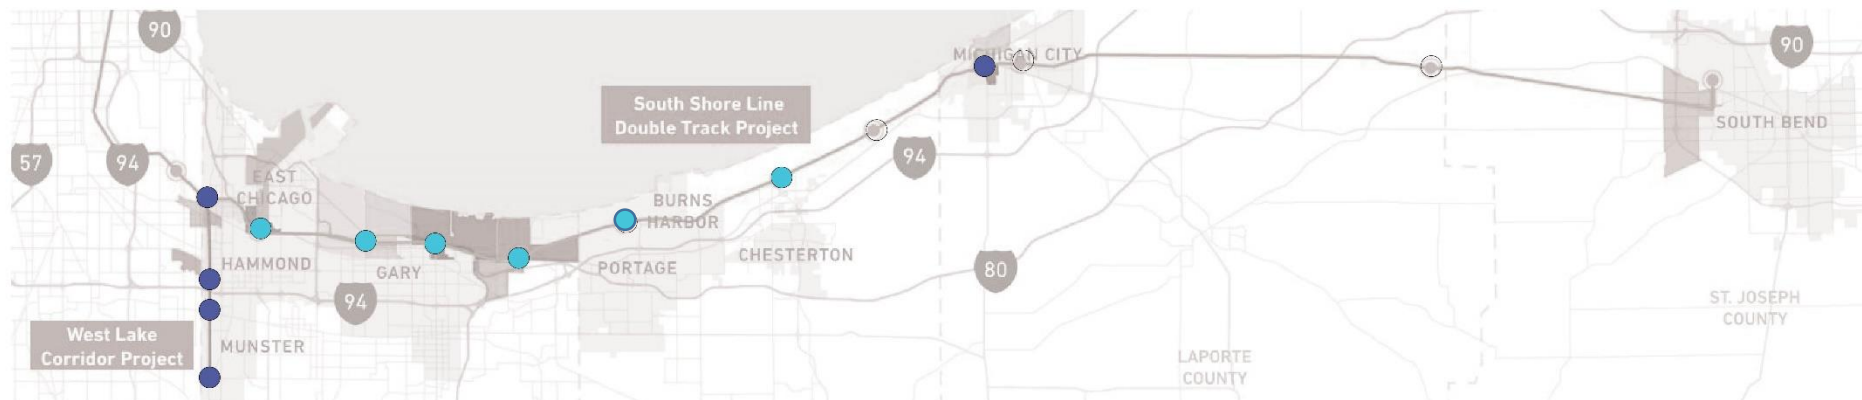 90
MICHIGAN CITY
90
South Shore Line
Double Track Project
SOUTH BEND
57
94
94
EAST
CHICAGO
BURNS
HARBOR
HAMMOND
GARY
PORTAGE
CHESTERTON
80
94
West Lake
Corridor Project
MUNSTER
ST. JOSEPH
COUNTY
LAPORTE
COUNTY